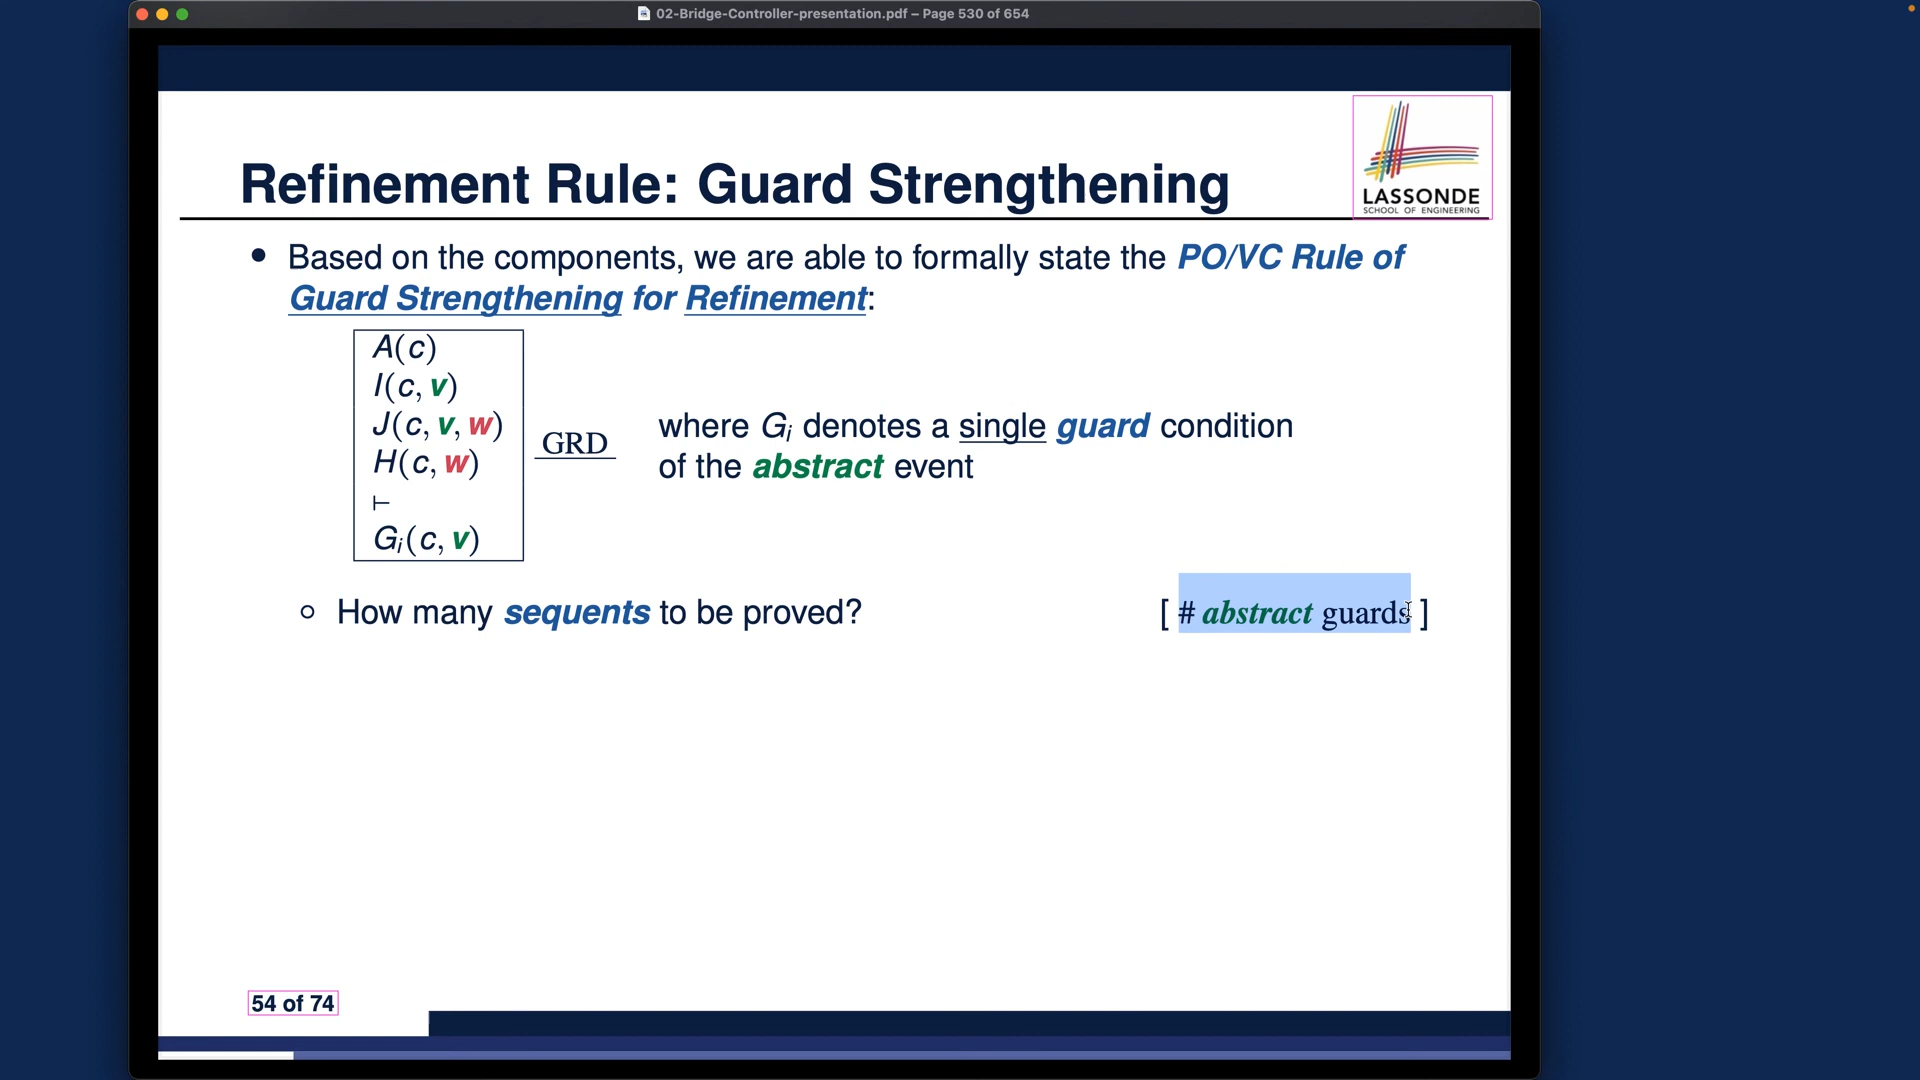 02-Bridge-Controller-presentation.pdf – Page 530 of 654
LASSONDE
SCHOOL OF ENGINEERING
Refinement Rule: Guard Strengthening
• Based on the components, we are able to formally state the PO/VC Rule of
Guard Strengthening for Refinement:
A(c)
I(c, v)
J(c, v, w)
H(c, w)
⊢
G_i(c, v)
GRD
where G_i denotes a single guard condition
of the abstract event
○ How many sequents to be proved? [ # abstract guards ]
54 of 74